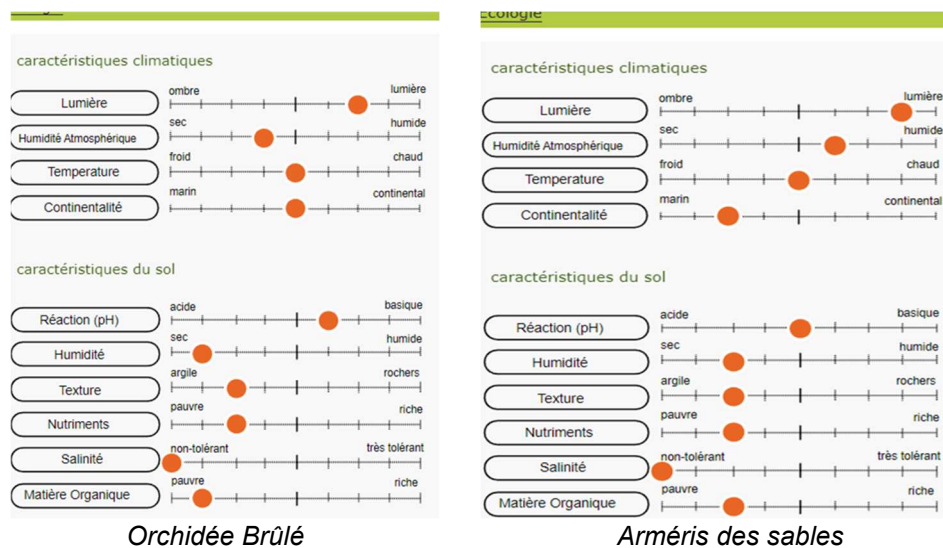 caractéristiques climatiques
Lumière
ombre
lumière
Humidité Atmosphérique
sec
humide
Temperature
froid
chaud
Continentalité
marin
continental
caractéristiques du sol
Réaction (pH)
acide
basique
Humidité
sec
humide
Texture
argile
rochers
Nutriments
pauvre
riche
Salinité
non-tolérant
très tolérant
Matière Organique
pauvre
riche
Orchidée Brûlé
Ecologie
caractéristiques climatiques
Lumière
ombre
lumière
Humidité Atmosphérique
sec
humide
Temperature
froid
chaud
Continentalité
marin
continental
caractéristiques du sol
Réaction (pH)
acide
basique
Humidité
sec
humide
Texture
argile
rochers
Nutriments
pauvre
riche
Salinité
non-tolérant
très tolérant
Matière Organique
pauvre
riche
Arméris des sables